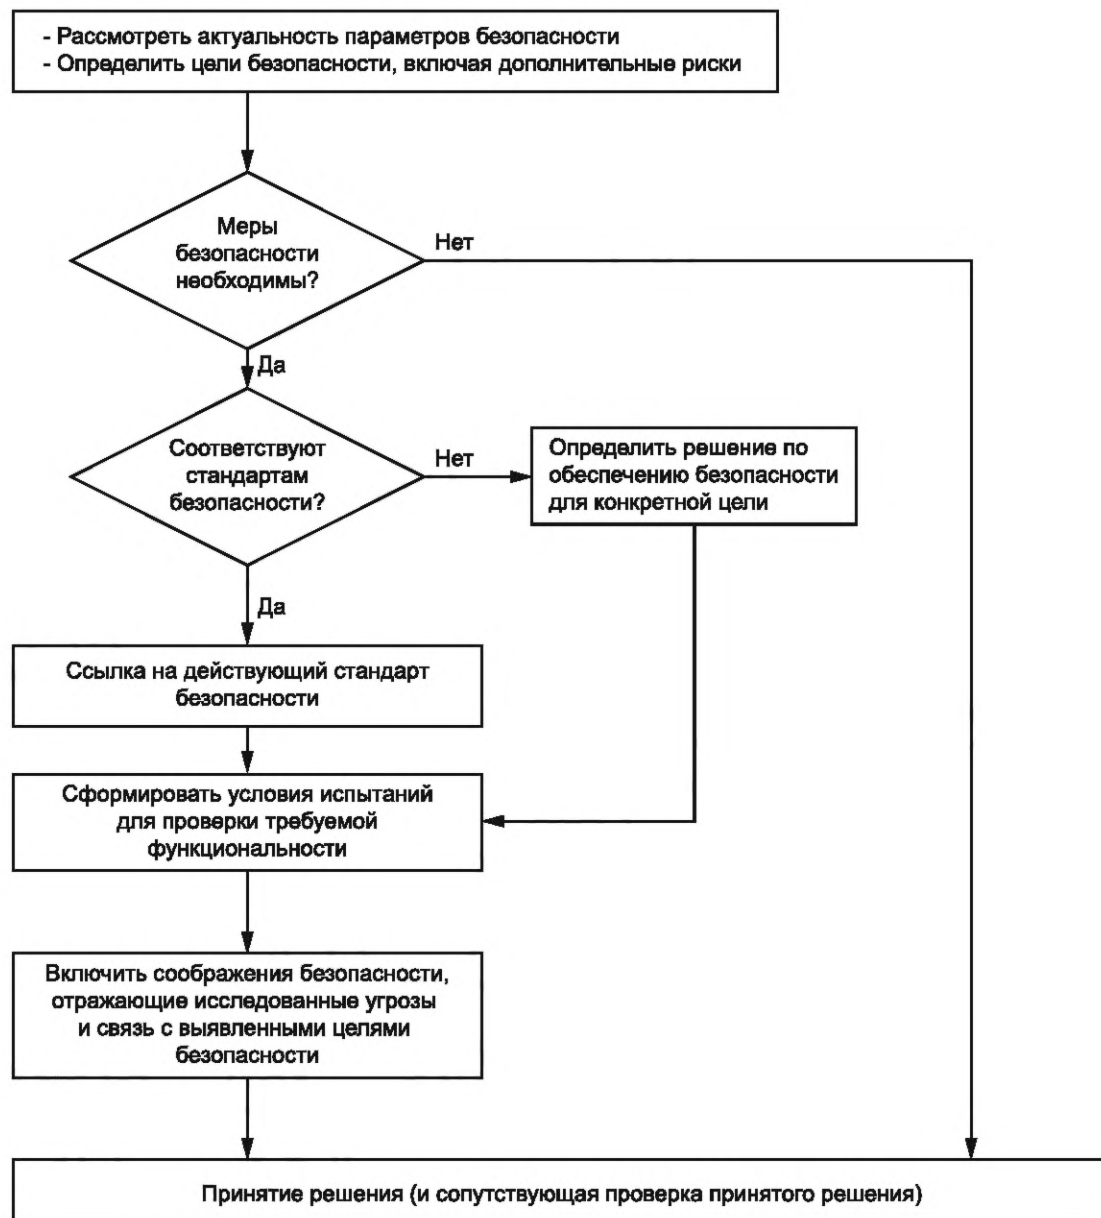 - Рассмотреть актуальность параметров безопасности
- Определить цели безопасности, включая дополнительные риски
Меры
безопасности
необходимы?
Нет
Да
Соответствуют
стандартам
безопасности?
Нет
Определить решение по
обеспечению безопасности
для конкретной цели
Да
Ссылка на действующий стандарт
безопасности
Сформировать условия испытаний
для проверки требуемой
функциональности
Включить соображения безопасности,
отражающие исследованные угрозы
и связь с выявленными целями
безопасности
Принятие решения (и сопутствующая проверка принятого решения)